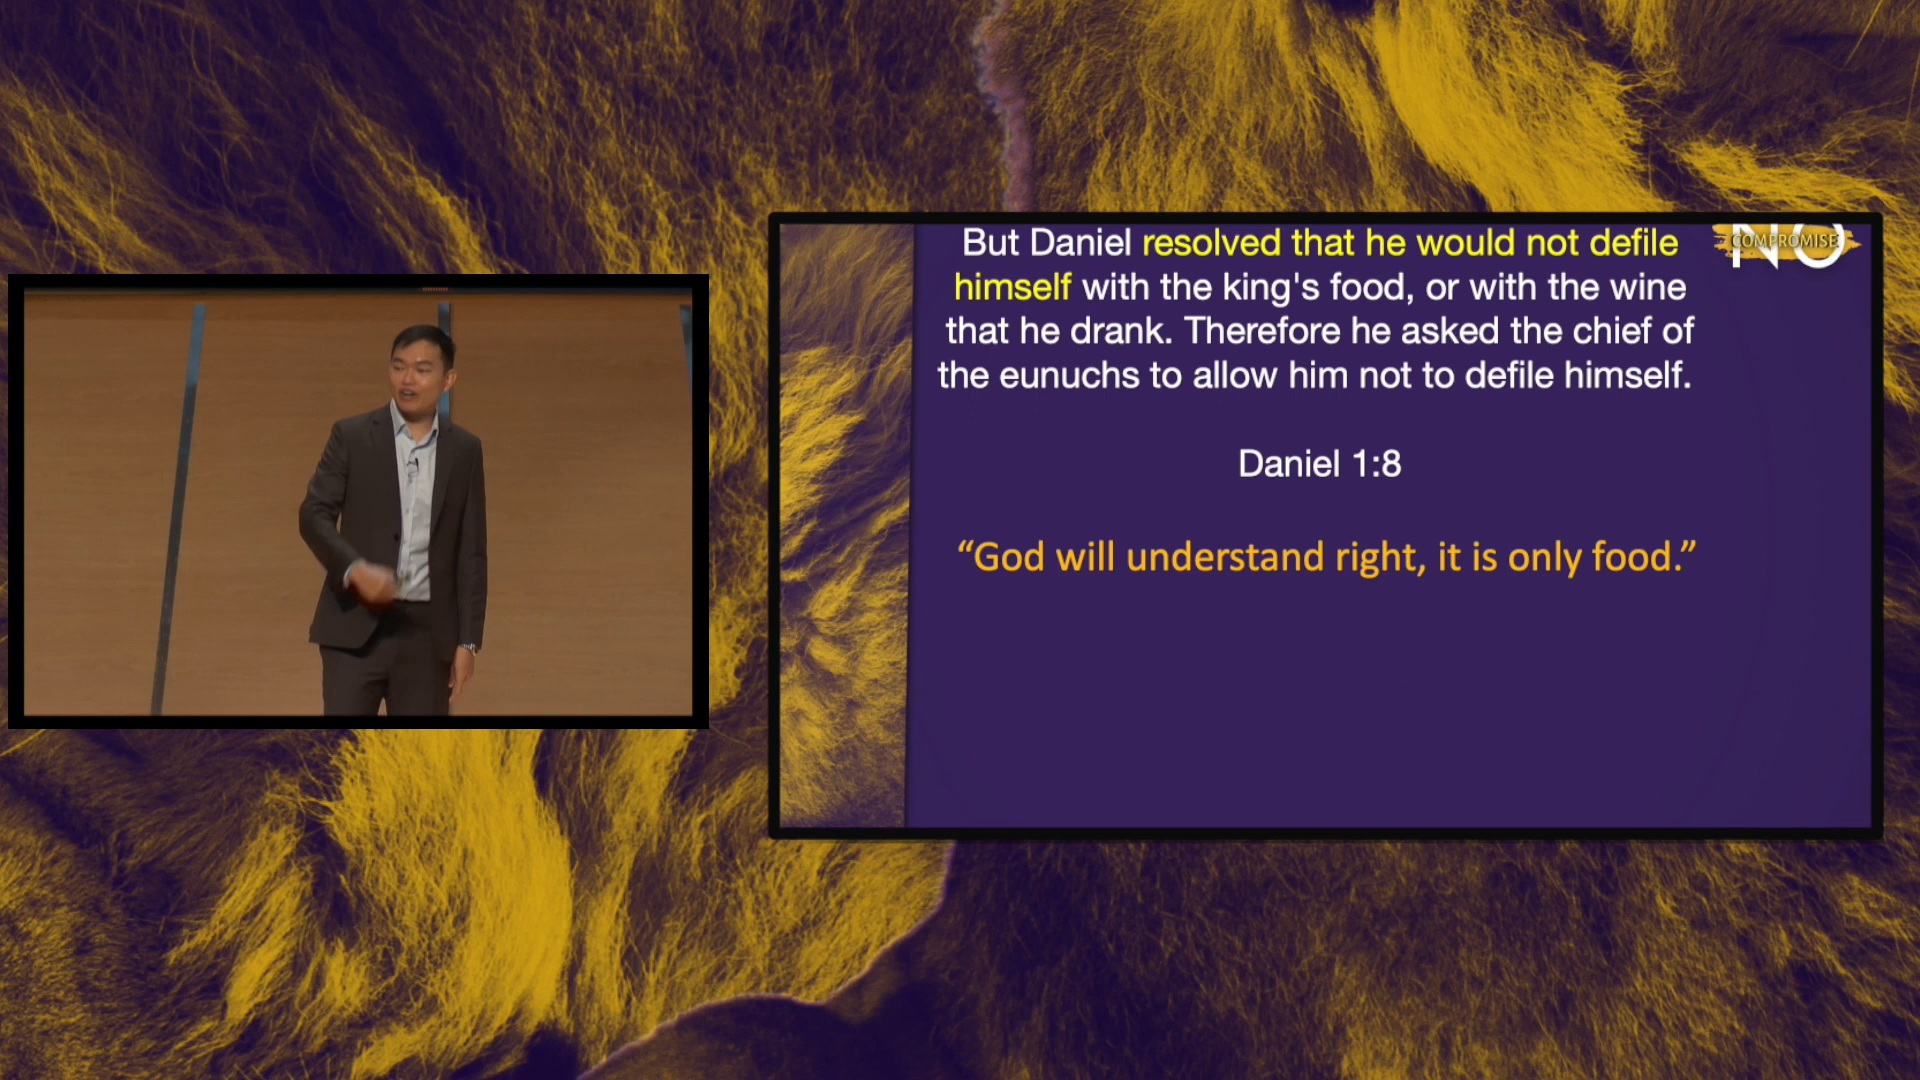 But Daniel resolved that he would not defile
himself with the king's food, or with the wine
that he drank. Therefore he asked the chief of
the eunuchs to allow him not to defile himself.
Daniel 1:8
“God will understand right, it is only food.”
NO
COMPROMISE